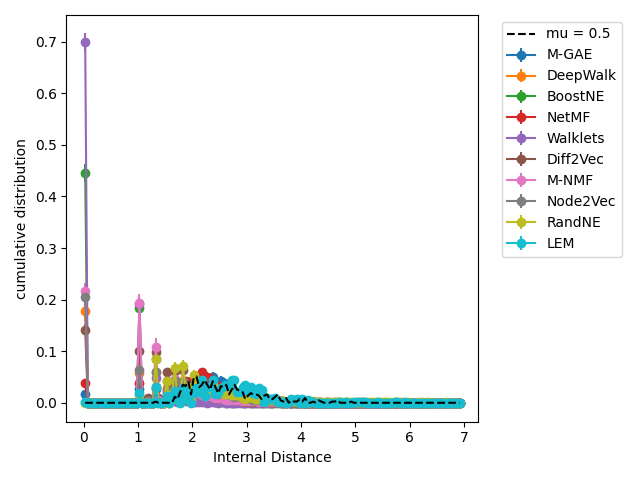 mu = 0.5
M-GAE
DeepWalk
BoostNE
NetMF
Walklets
Diff2Vec
M-NMF
Node2Vec
RandNE
LEM
cumulative distribution
0.7
0.6
0.5
0.4
0.3
0.2
0.1
0.0
0 1 2 3 4 5 6 7
Internal Distance